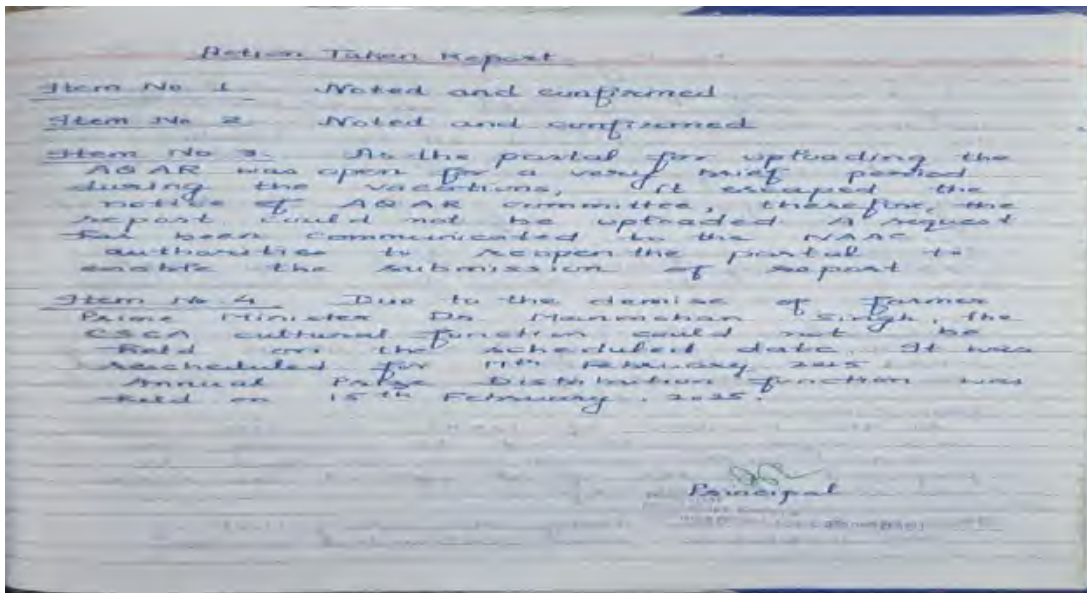 Action Taken Report
Item No 1 Noted and confirmed
Item No 2 Noted and confirmed
Item No 3. As the portal for uploading the
AQAR was open for a very brief period
during the vacations, it escaped the
notice of AQAR committee, therefore, the
report could not be uploaded. A request
has been communicated to the NAAC
authorities to reopen the portal to
enable the submission of report
Item No. 4 Due to the demise of Former
Prime Minister Dr Manmohan Singh, the
CSCA cultural function could not be
held on the scheduled date. It was
rescheduled for February 2025.
Annual Prize Distribution function was
held on 15th February, 2025.
Principal